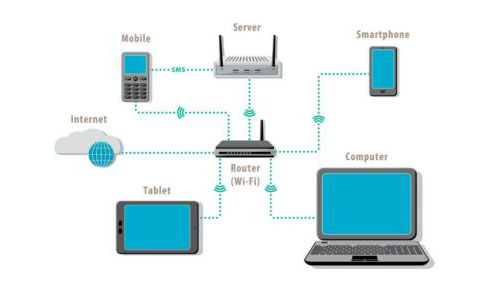 Server
Mobile
Smartphone
SMS
Internet
Router
(Wi-Fi)
Computer
Tablet